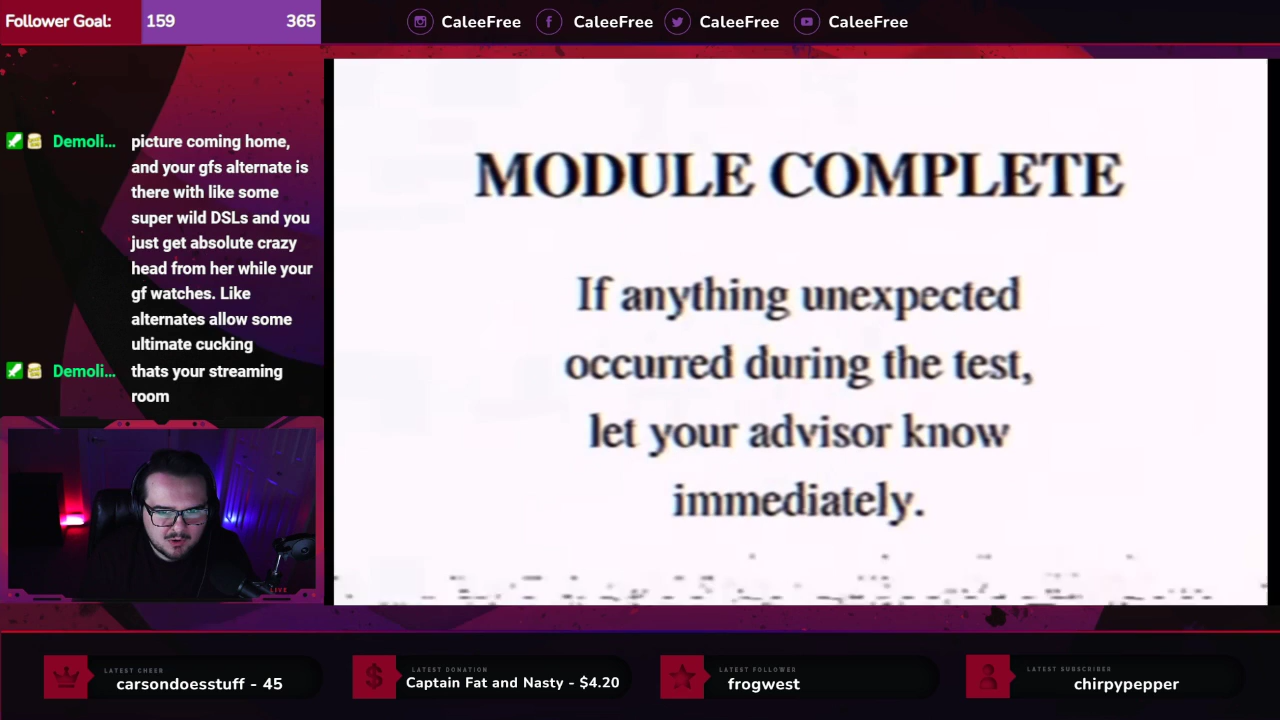 Follower Goal:
159
365
CaleeFree
CaleeFree
CaleeFree
CaleeFree
Demoli... picture coming home,
and your gfs alternate is
there with like some
super wild DSLs and you
just get absolute crazy
head from her while your
gf watches. Like
alternates allow some
ultimate cucking
Demoli... thats your streaming
room
MODULE COMPLETE
If anything unexpected
occurred during the test,
let your advisor know
immediately.
LIVE
LATEST CHEER
carsondoesstuff - 45
LATEST DONATION
Captain Fat and Nasty - $4.20
LATEST FOLLOWER
frogwest
LATEST SUBSCRIBER
chirpypepper